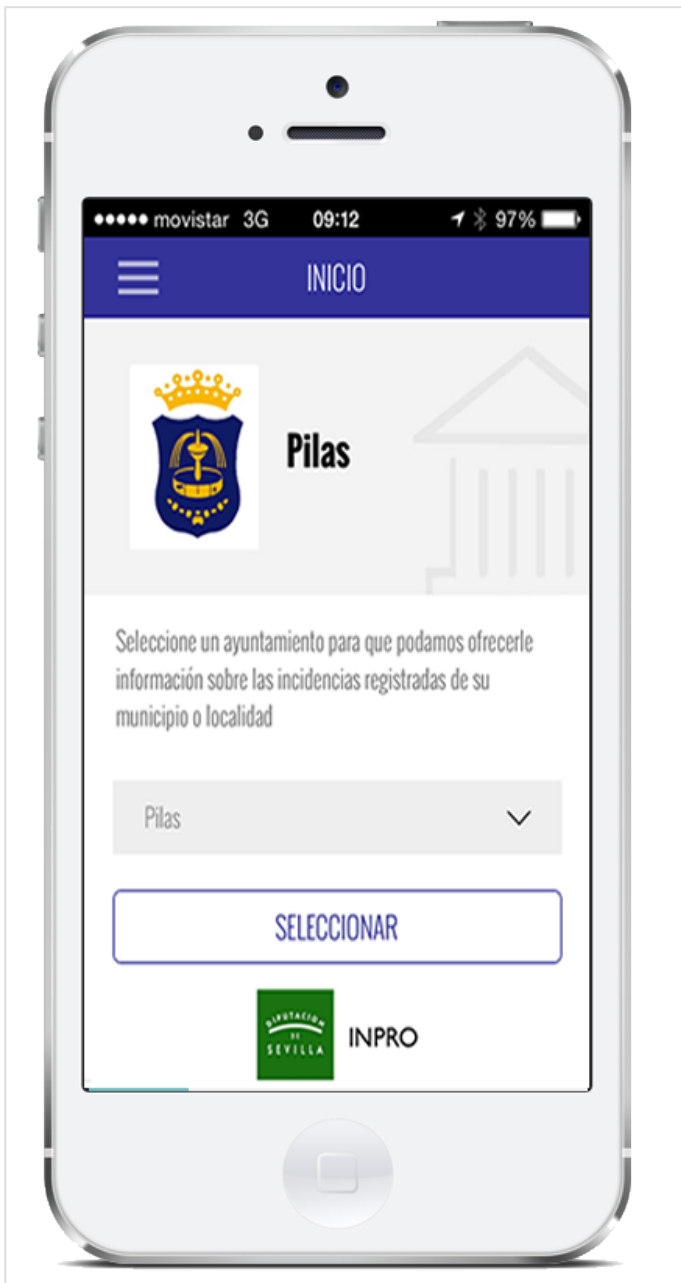 movistar 3G 09:12 97%
INICIO
Pilas
Seleccione un ayuntamiento para que podamos ofrecerle
información sobre las incidencias registradas de su
municipio o localidad
Pilas
SELECCIONAR
DIPUTACION
DE
SEVILLA
INPRO